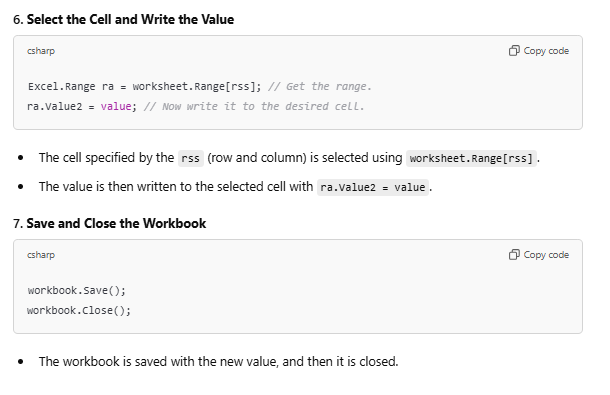 6. Select the Cell and Write the Value
csharp
Copy code
Excel.Range ra = worksheet.Range[rss]; // Get the range.
ra.Value2 = value; // Now write it to the desired cell.
• The cell specified by the rss (row and column) is selected using worksheet.Range[rss].
• The value is then written to the selected cell with ra.Value2 = value.
7. Save and Close the Workbook
csharp
Copy code
workbook.Save();
workbook.Close();
• The workbook is saved with the new value, and then it is closed.